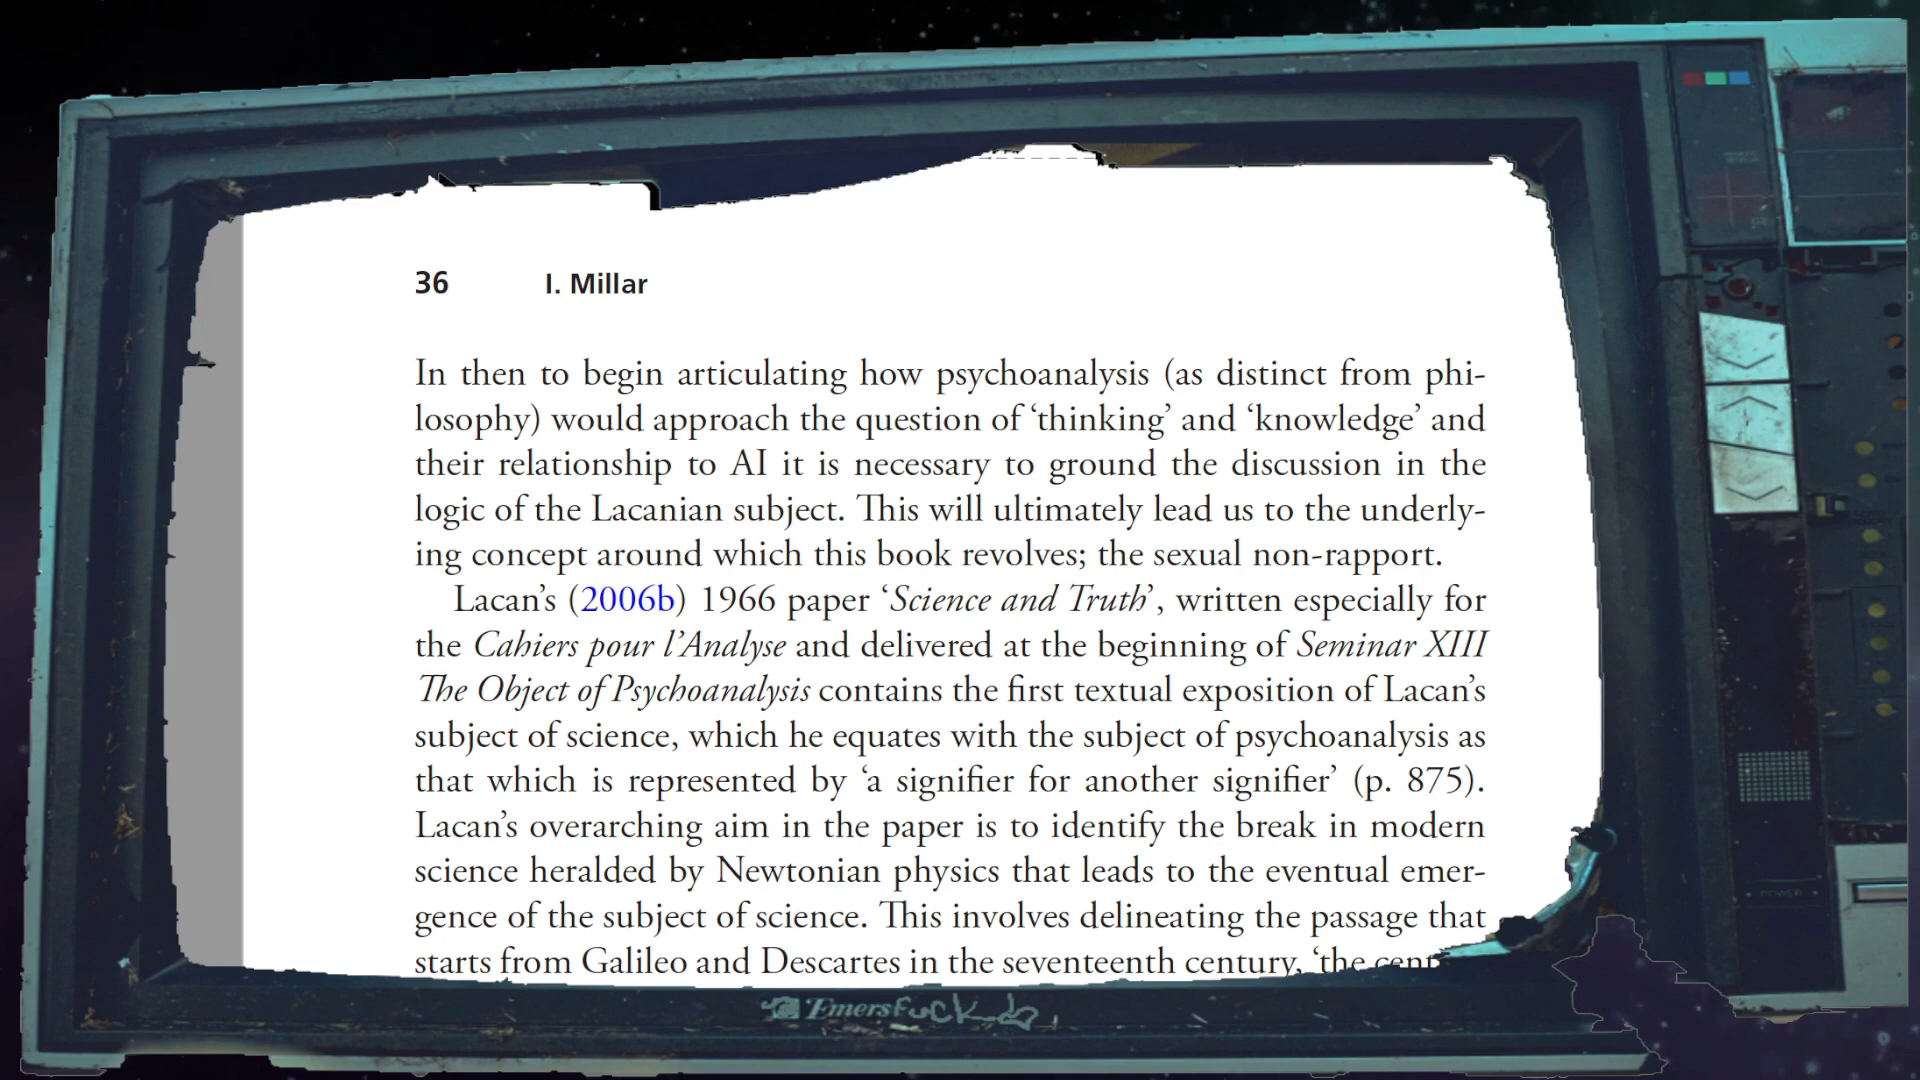 36 I. Millar
In then to begin articulating how psychoanalysis (as distinct from phi-
losophy) would approach the question of ‘thinking’ and ‘knowledge’ and
their relationship to AI it is necessary to ground the discussion in the
logic of the Lacanian subject. This will ultimately lead us to the underly-
ing concept around which this book revolves; the sexual non-rapport.
Lacan’s (2006b) 1966 paper ‘Science and Truth’, written especially for
the Cahiers pour l’Analyse and delivered at the beginning of Seminar XIII
The Object of Psychoanalysis contains the first textual exposition of Lacan’s
subject of science, which he equates with the subject of psychoanalysis as
that which is represented by ‘a signifier for another signifier’ (p. 875).
Lacan’s overarching aim in the paper is to identify the break in modern
science heralded by Newtonian physics that leads to the eventual emer-
gence of the subject of science. This involves delineating the passage that
starts from Galileo and Descartes in the seventeenth century, ‘the
POWER